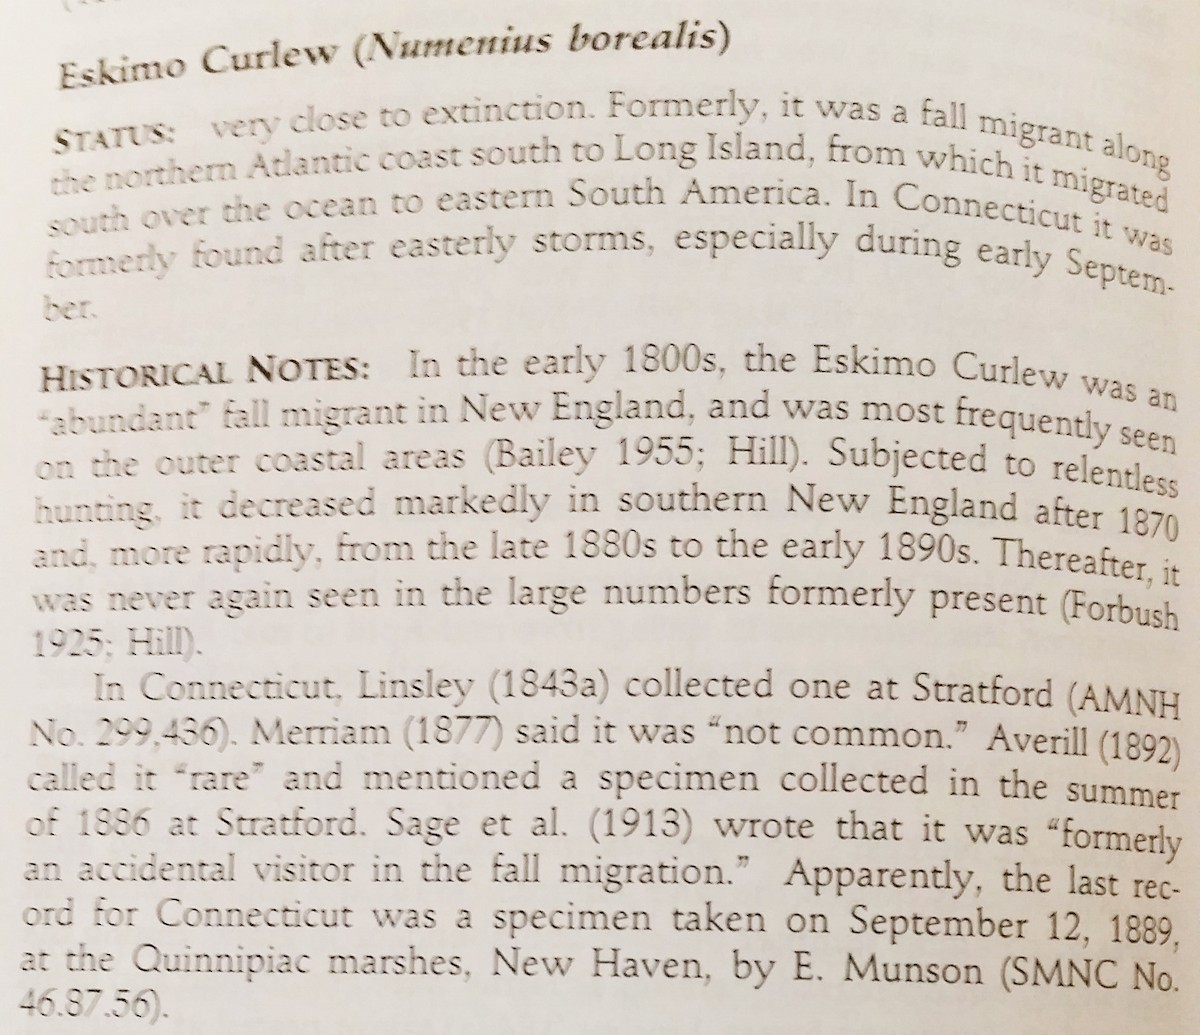 Eskimo Curlew (Numenius borealis)
STATUS: very close to extinction. Formerly, it was a fall migrant along
the northern Atlantic coast south to Long Island, from which it migrated
south over the ocean to eastern South America. In Connecticut it was
formerly found after easterly storms, especially during early Septem-
ber.
HISTORICAL NOTES: In the early 1800s, the Eskimo Curlew was an
“abundant” fall migrant in New England, and was most frequently seen
on the outer coastal areas (Bailey 1955; Hill). Subjected to relentless
hunting, it decreased markedly in southern New England after 1870
and, more rapidly, from the late 1880s to the early 1890s. Thereafter, it
was never again seen in the large numbers formerly present (Forbush
1925; Hill).
In Connecticut, Linsley (1843a) collected one at Stratford (AMNH
No. 299,436). Merriam (1877) said it was “not common.” Averill (1892)
called it “rare” and mentioned a specimen collected in the summer
of 1886 at Stratford. Sage et al. (1913) wrote that it was “formerly
an accidental visitor in the fall migration.” Apparently, the last rec-
ord for Connecticut was a specimen taken on September 12, 1889,
at the Quinnipiac marshes, New Haven, by E. Munson (SMNC No.
46.87.56).